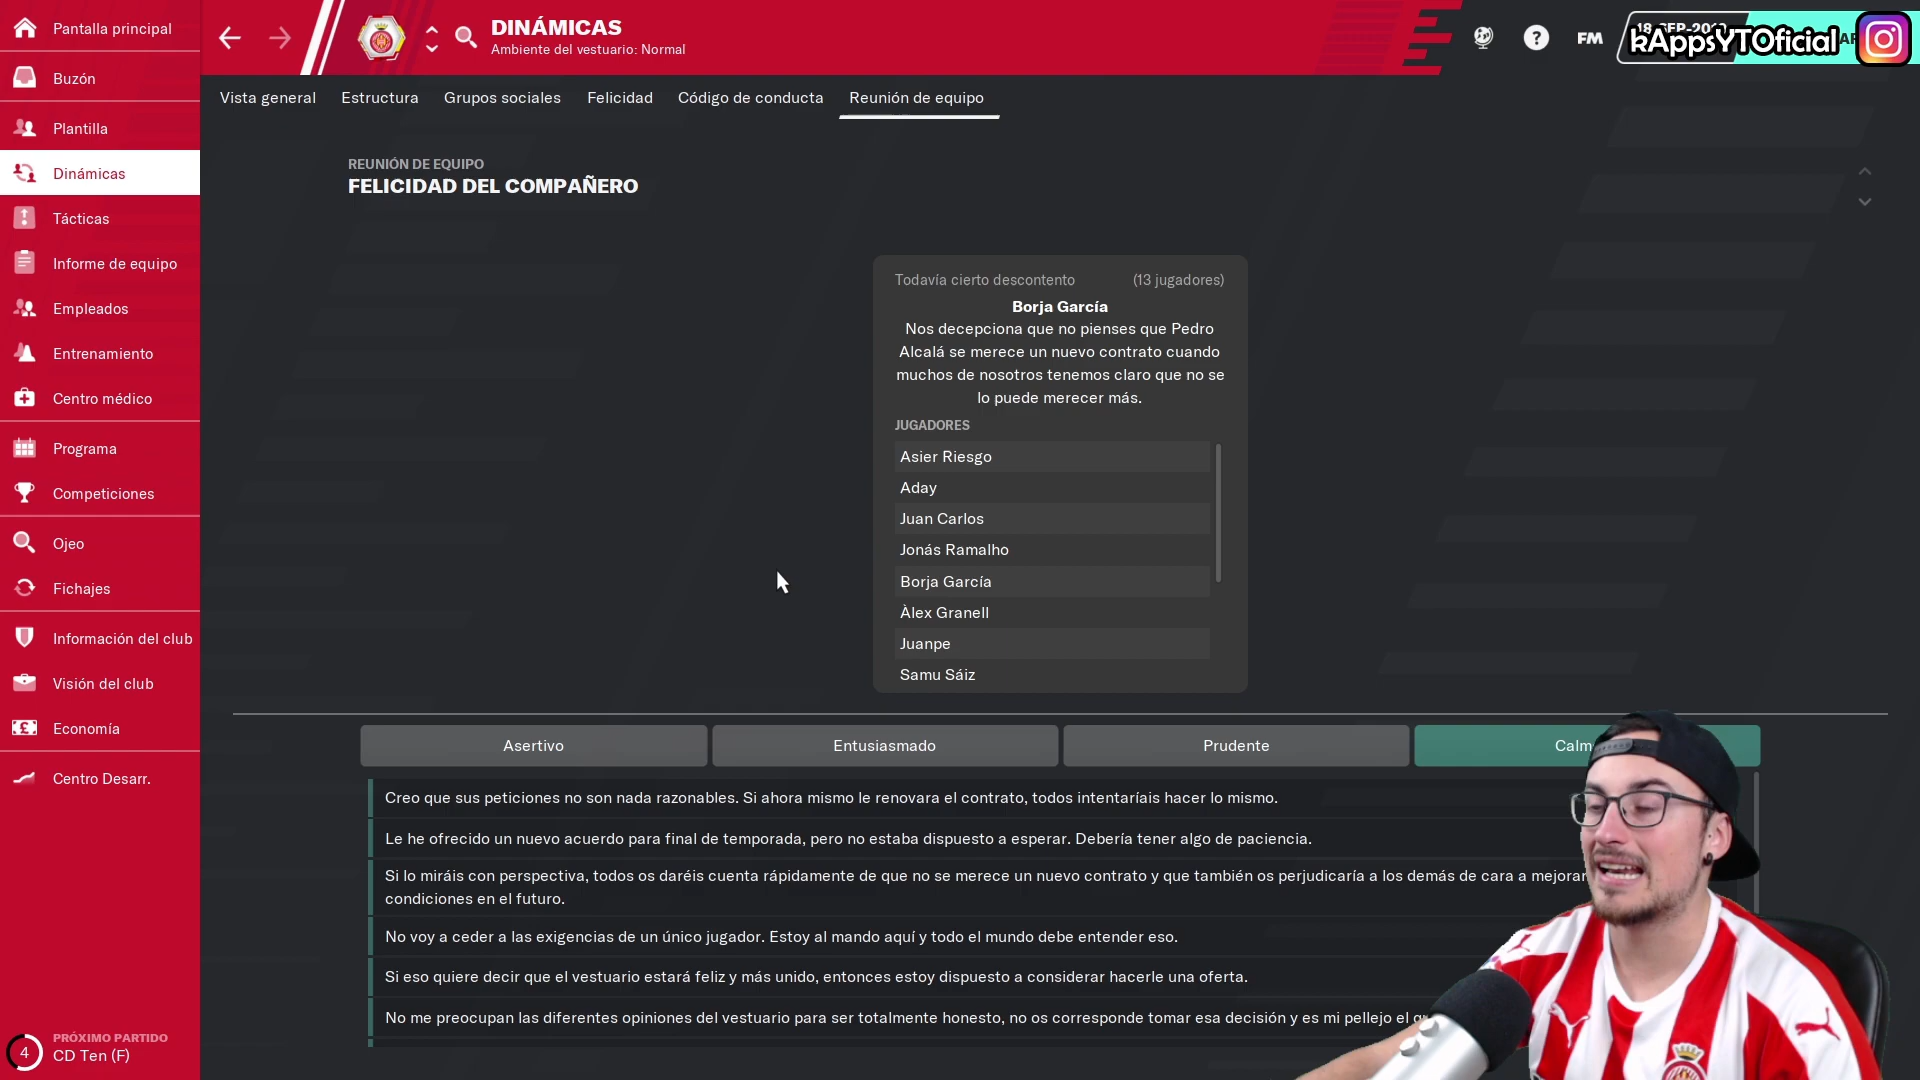 Pantalla principal
Buzón
Plantilla
Dinámicas
Tácticas
Informe de equipo
Empleados
Entrenamiento
Centro médico
Programa
Competiciones
Ojeo
Fichajes
Información del club
Visión del club
Economía
Centro Desarr.
4
PRÓXIMO PARTIDO
CD Ten (F)
DINÁMICAS
Ambiente del vestuario: Normal
FM
kAppsYTOficial
Vista general
Estructura
Grupos sociales
Felicidad
Código de conducta
Reunión de equipo
REUNIÓN DE EQUIPO
FELICIDAD DEL COMPAÑERO
Todavía cierto descontento (13 jugadores)
Borja García
Nos decepciona que no pienses que Pedro
Alcalá se merece un nuevo contrato cuando
muchos de nosotros tenemos claro que no se
lo puede merecer más.
JUGADORES
Asier Riesgo
Aday
Juan Carlos
Jonás Ramalho
Borja García
Àlex Granell
Juanpe
Samu Sáiz
Asertivo
Entusiasmado
Prudente
Calm
Creo que sus peticiones no son nada razonables. Si ahora mismo le renovara el contrato, todos intentaríais hacer lo mismo.
Le he ofrecido un nuevo acuerdo para final de temporada, pero no estaba dispuesto a esperar. Debería tener algo de paciencia.
Si lo miráis con perspectiva, todos os daréis cuenta rápidamente de que no se merece un nuevo contrato y que también os perjudicaría a los demás de cara a mejorar
condiciones en el futuro.
No voy a ceder a las exigencias de un único jugador. Estoy al mando aquí y todo el mundo debe entender eso.
Si eso quiere decir que el vestuario estará feliz y más unido, entonces estoy dispuesto a considerar hacerle una oferta.
No me preocupan las diferentes opiniones del vestuario para ser totalmente honesto, no os corresponde tomar esa decisión y es mi pellejo el